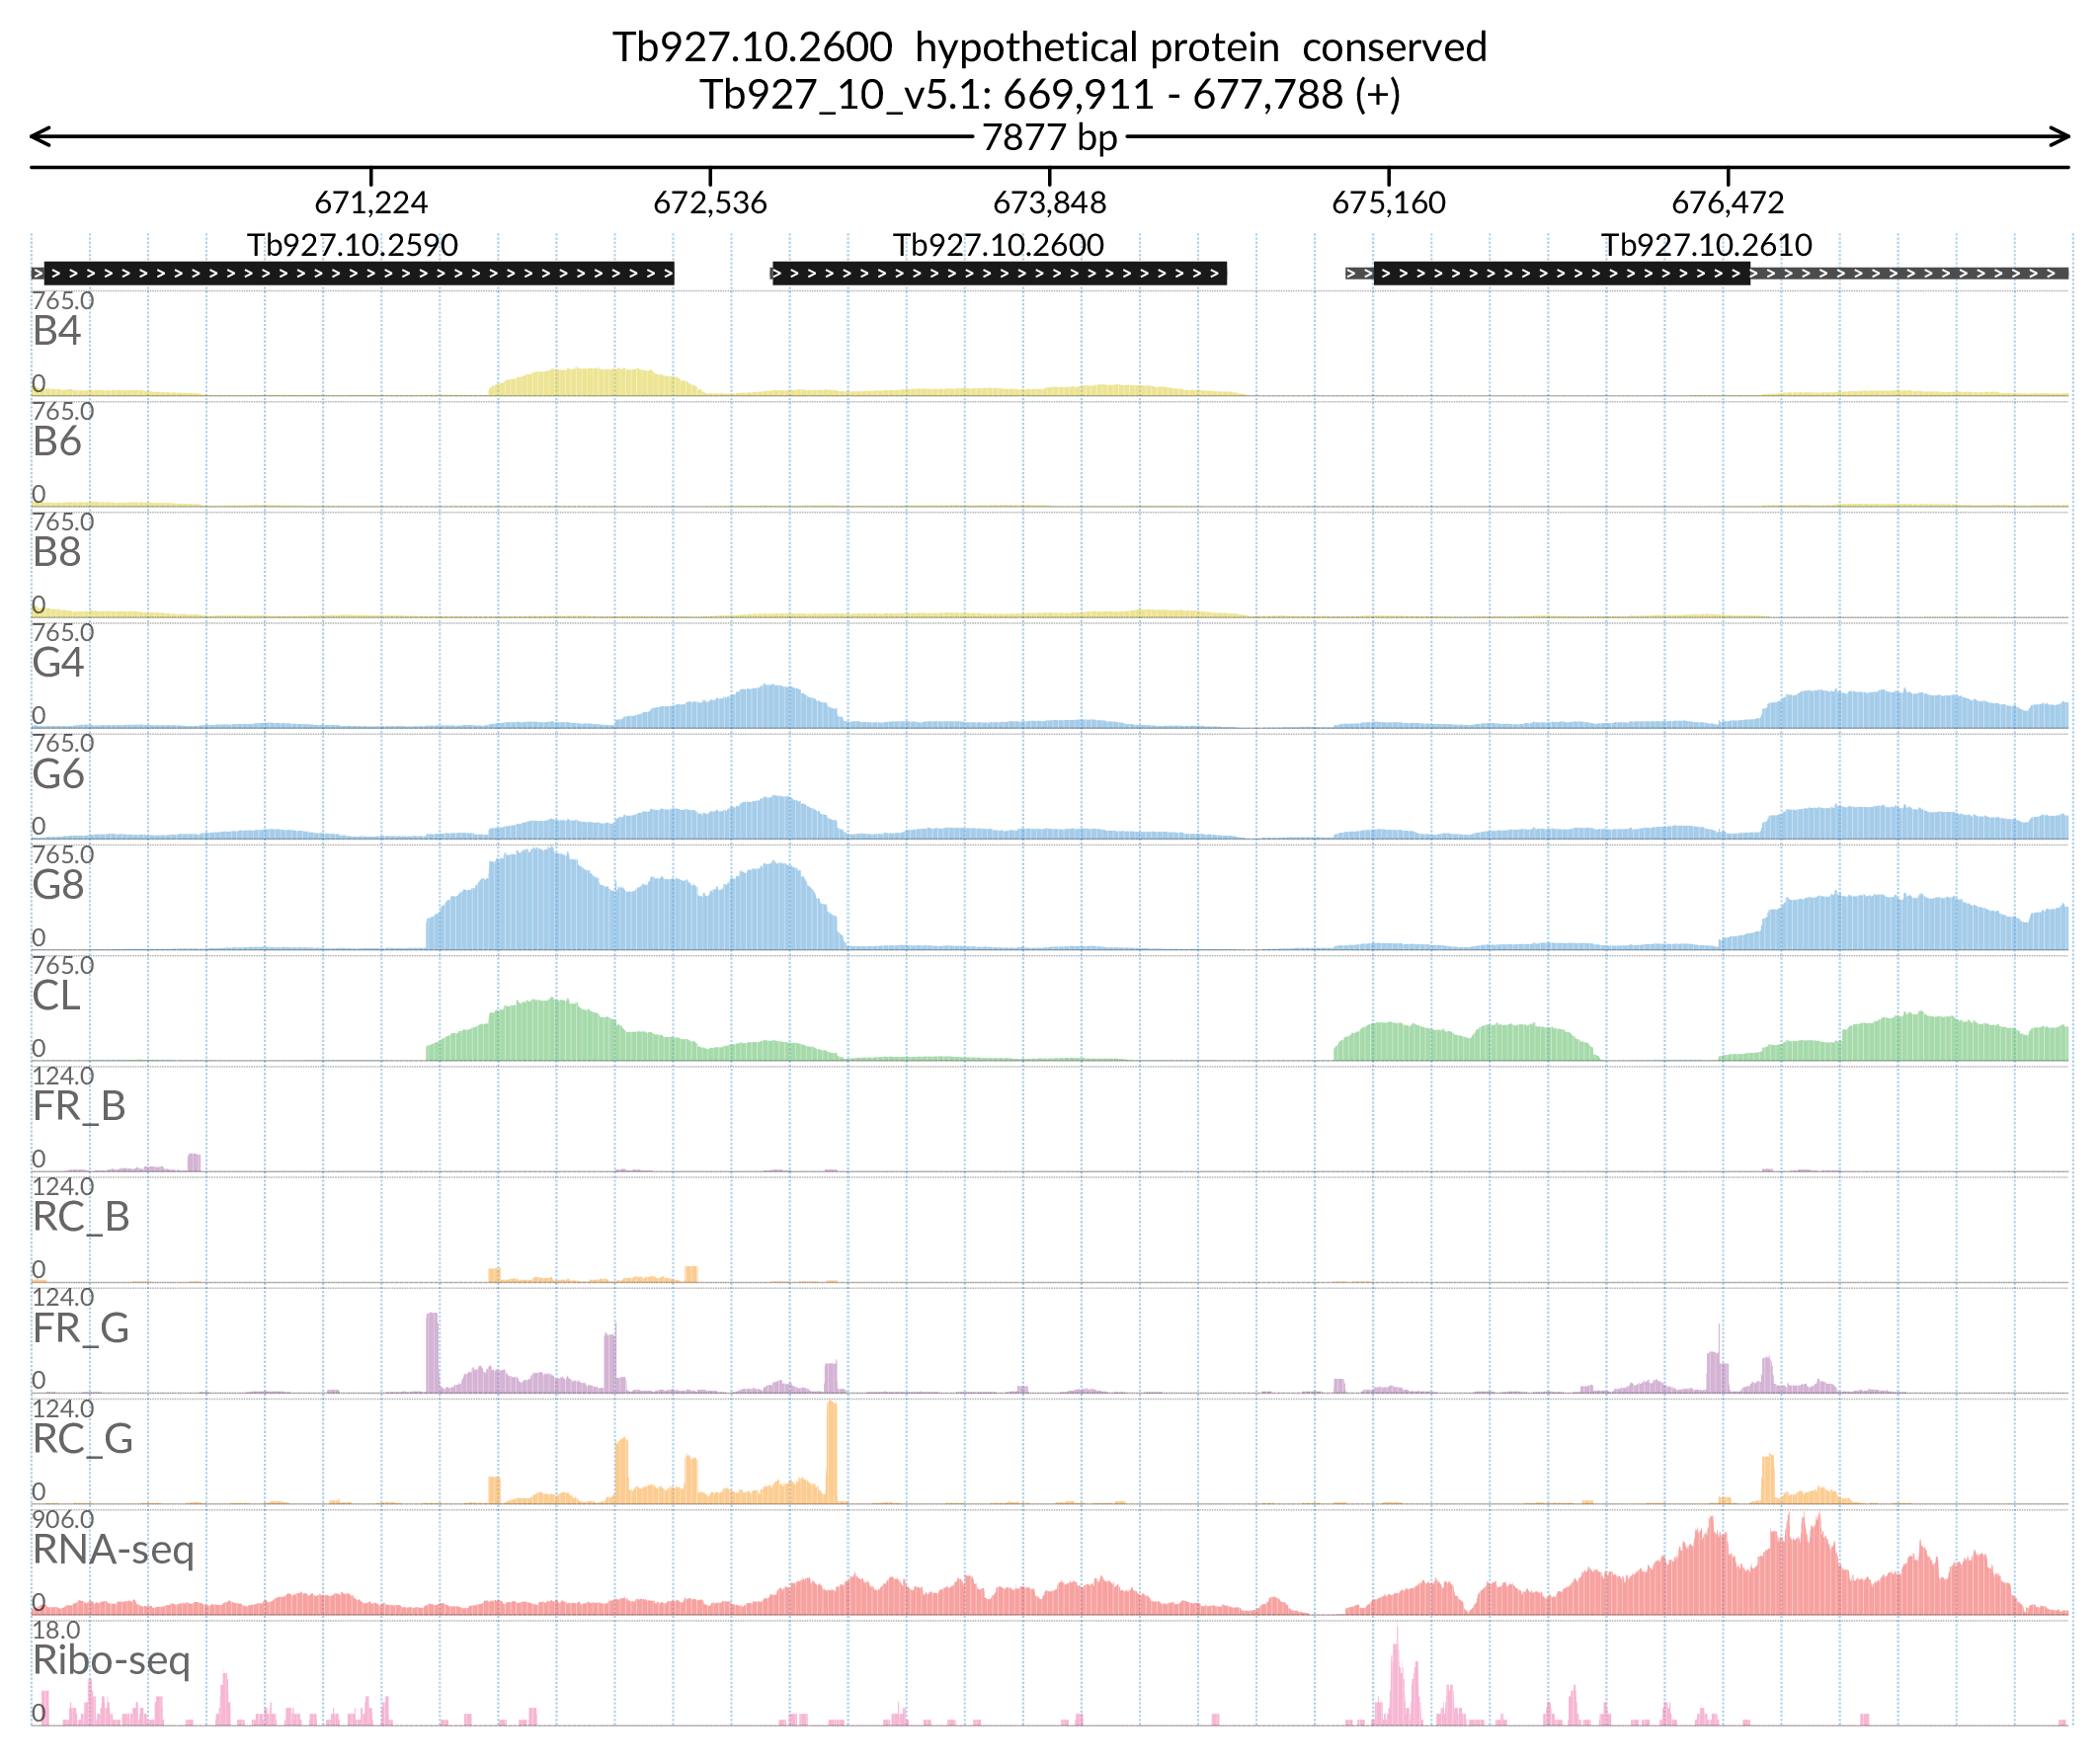 Tb927.10.2600 hypothetical protein conserved
Tb927_10_v5.1: 669,911 - 677,788 (+)
7877 bp
671,224 672,536 673,848 675,160 676,472
Tb927.10.2590 Tb927.10.2600 Tb927.10.2610
765.0
B4
0
765.0
B6
0
765.0
B8
0
765.0
G4
0
765.0
G6
0
765.0
G8
0
765.0
CL
0
124.0
FR_B
0
124.0
RC_B
0
124.0
FR_G
0
124.0
RC_G
0
906.0
RNA-seq
0
18.0
Ribo-seq
0